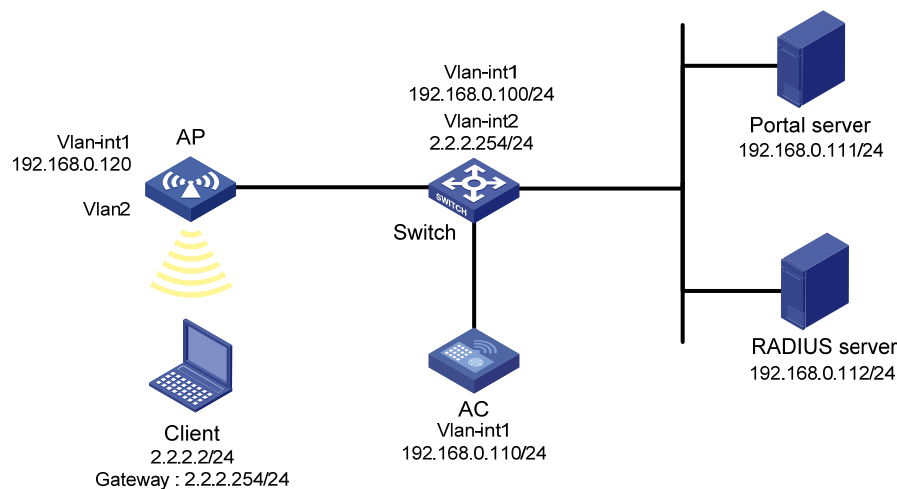 Vlan-int1
192.168.0.120
Vlan2
AP
Vlan-int1
192.168.0.100/24
Vlan-int2
2.2.2.254/24
SWITCH
Switch
Portal server
192.168.0.111/24
RADIUS server
192.168.0.112/24
Client
2.2.2.2/24
Gateway : 2.2.2.254/24
AC
Vlan-int1
192.168.0.110/24